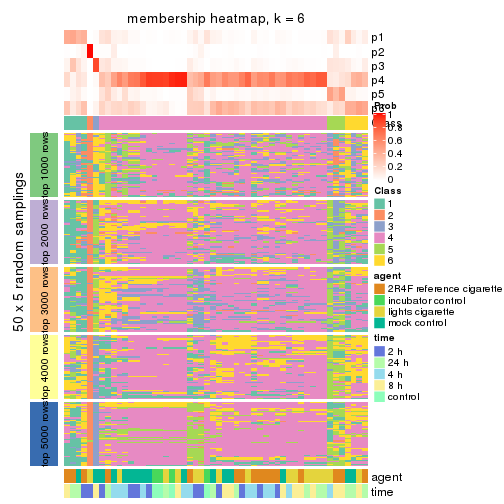 membership heatmap, k = 6
p1
p2
p3
p4
p5
p6
Class
50 x 5 random samplings
top 1000 rows
top 2000 rows
top 3000 rows
top 4000 rows
top 5000 rows
agent
time
Prob
1
0.8
0.6
0.4
0.2
0
Class
1
2
3
4
5
6
agent
2R4F reference cigarette
incubator control
lights cigarette
mock control
time
2 h
24 h
4 h
8 h
control